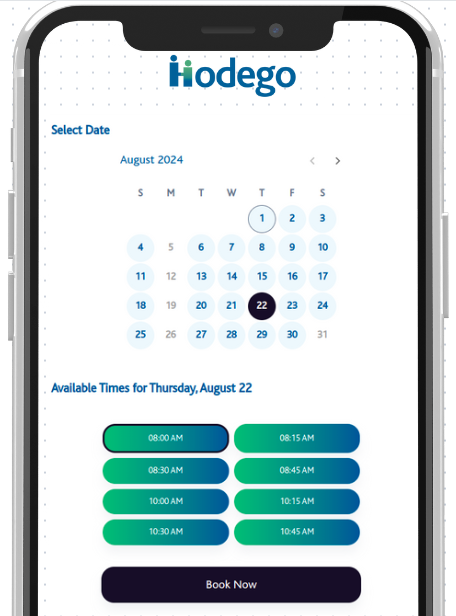 Hodego
Select Date
August 2024
S M T W T F S
1 2 3
4 5 6 7 8 9 10
11 12 13 14 15 16 17
18 19 20 21 22 23 24
25 26 27 28 29 30 31
Available Times for Thursday, August 22
08:00 AM 08:15 AM
08:30 AM 08:45 AM
10:00 AM 10:15 AM
10:30 AM 10:45 AM
Book Now